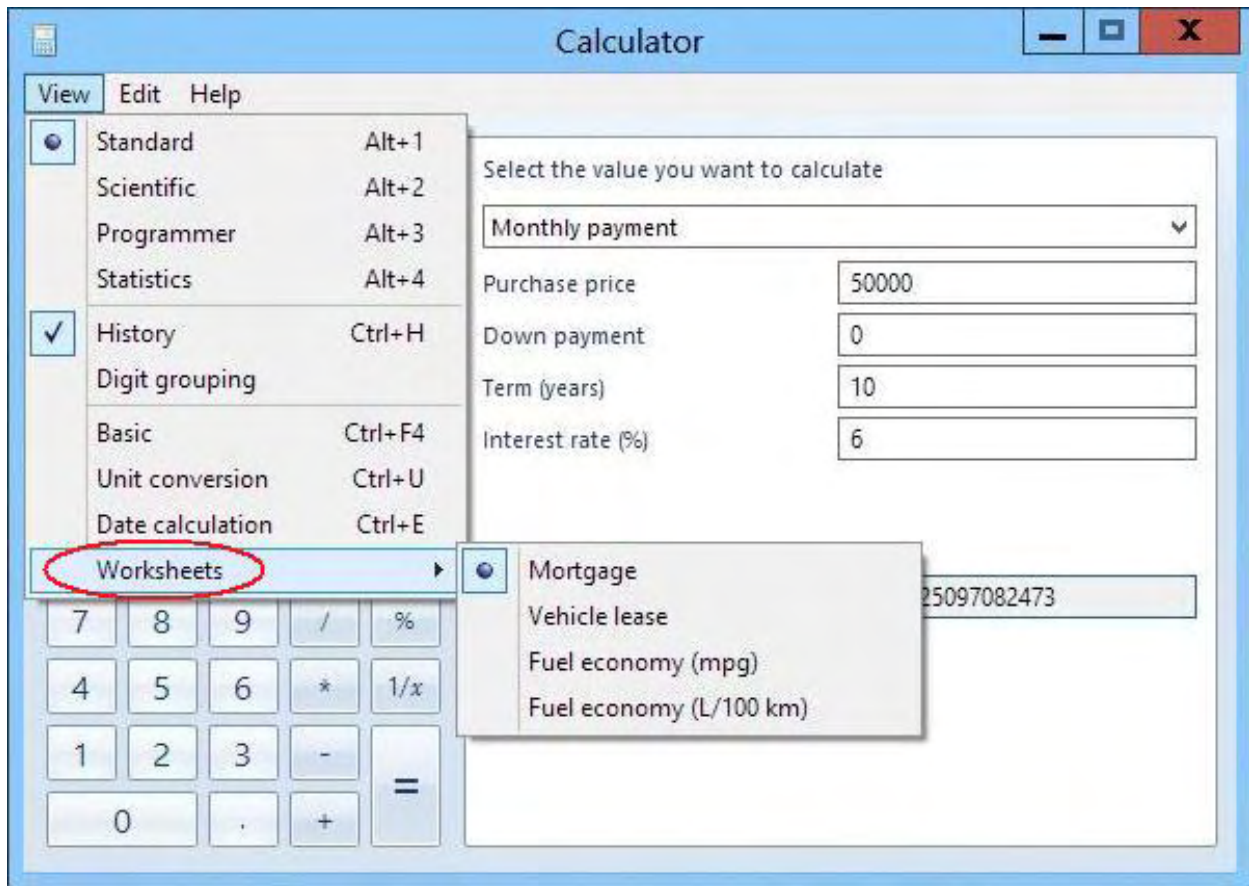 Calculator
View Edit Help
Standard Alt+1
Scientific Alt+2
Programmer Alt+3
Statistics Alt+4
History Ctrl+H
Digit grouping
Basic Ctrl+F4
Unit conversion Ctrl+U
Date calculation Ctrl+E
Worksheets
Mortgage
Vehicle lease
Fuel economy (mpg)
Fuel economy (L/100 km)
Select the value you want to calculate
Monthly payment
Purchase price 50000
Down payment 0
Term (years) 10
Interest rate (%) 6
25097082473
7 8 9 / %
4 5 6 * 1/x
1 2 3 - =
0 . +